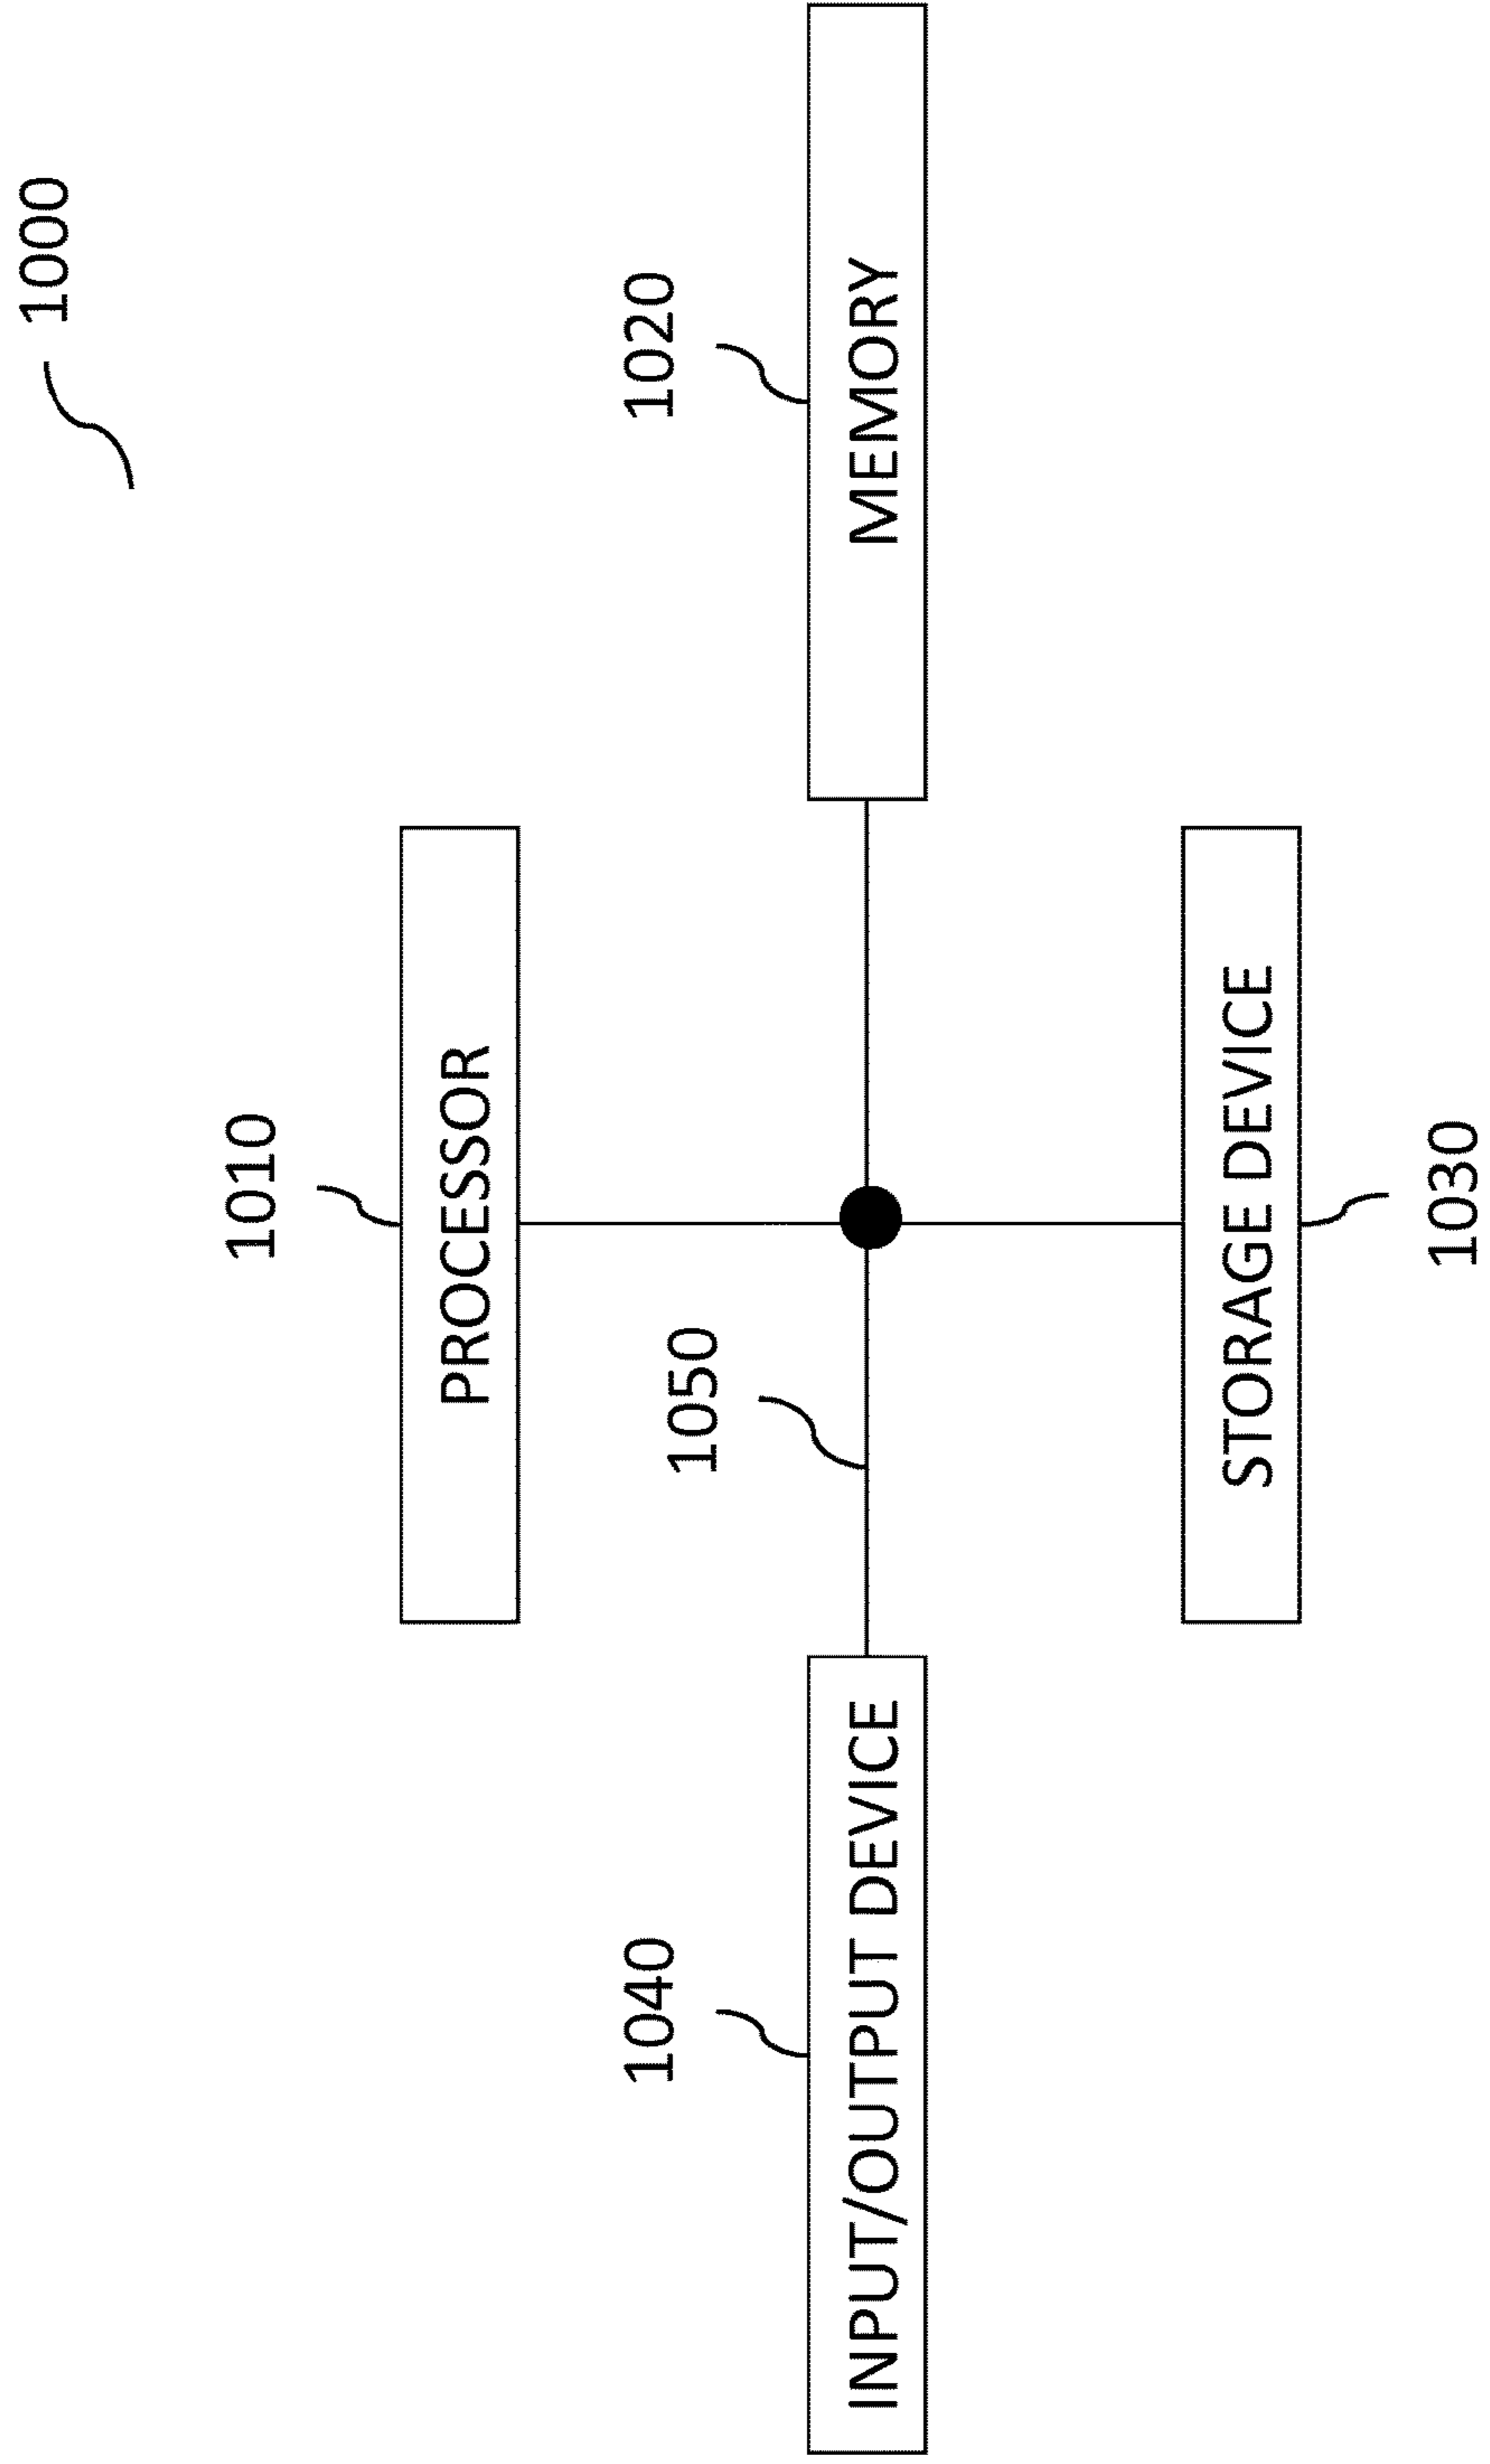 1000
1010
PROCESSOR
1040
1050
1020
INPUT/OUTPUT DEVICE
MEMORY
STORAGE DEVICE
1030